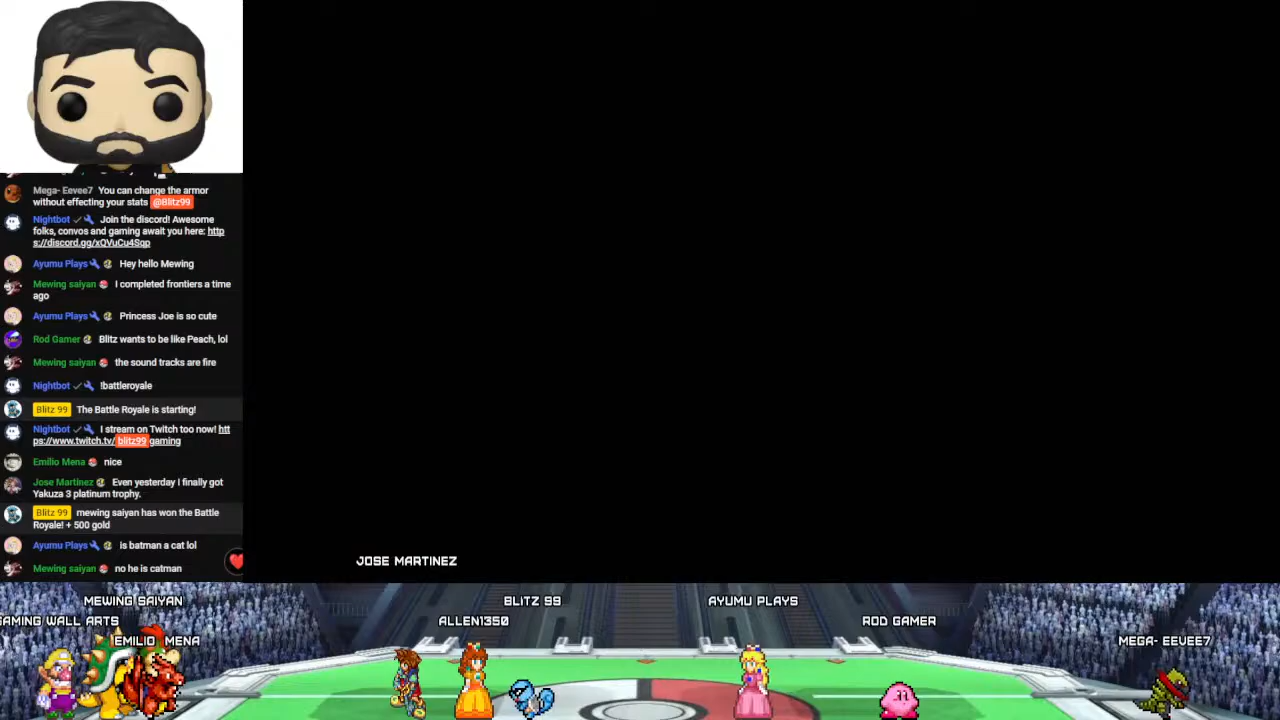 Mega- Eevee7 You can change the armor
without effecting your stats @Blitz99
Nightbot Join the discord! Awesome
folks, convos and gaming await you here: http
s://discord.gg/xQVuCu4Sqp
Ayumu Plays Hey hello Mewing
Mewing saiyan I completed frontiers a time
ago
Ayumu Plays Princess Joe is so cute
Rod Gamer Blitz wants to be like Peach, lol
Mewing saiyan the sound tracks are fire
Nightbot !battleroyale
Blitz 99 The Battle Royale is starting!
Nightbot I stream on Twitch too now! htt
ps://www.twitch.tv/blitz99gaming
Emilio Mena nice
Jose Martinez Even yesterday I finally got
Yakuza 3 platinum trophy.
Blitz 99 mewing saiyan has won the Battle
Royale! + 500 gold
Ayumu Plays is batman a cat lol
Mewing saiyan no he is catman
JOSE MARTINEZ
MEWING SAIYAN
BLITZ 99
AYUMU PLAYS
AMING WALL ARTS
ALLEN1350
ROD GAMER
EMILIO MENA
MEGA- EEVEE7